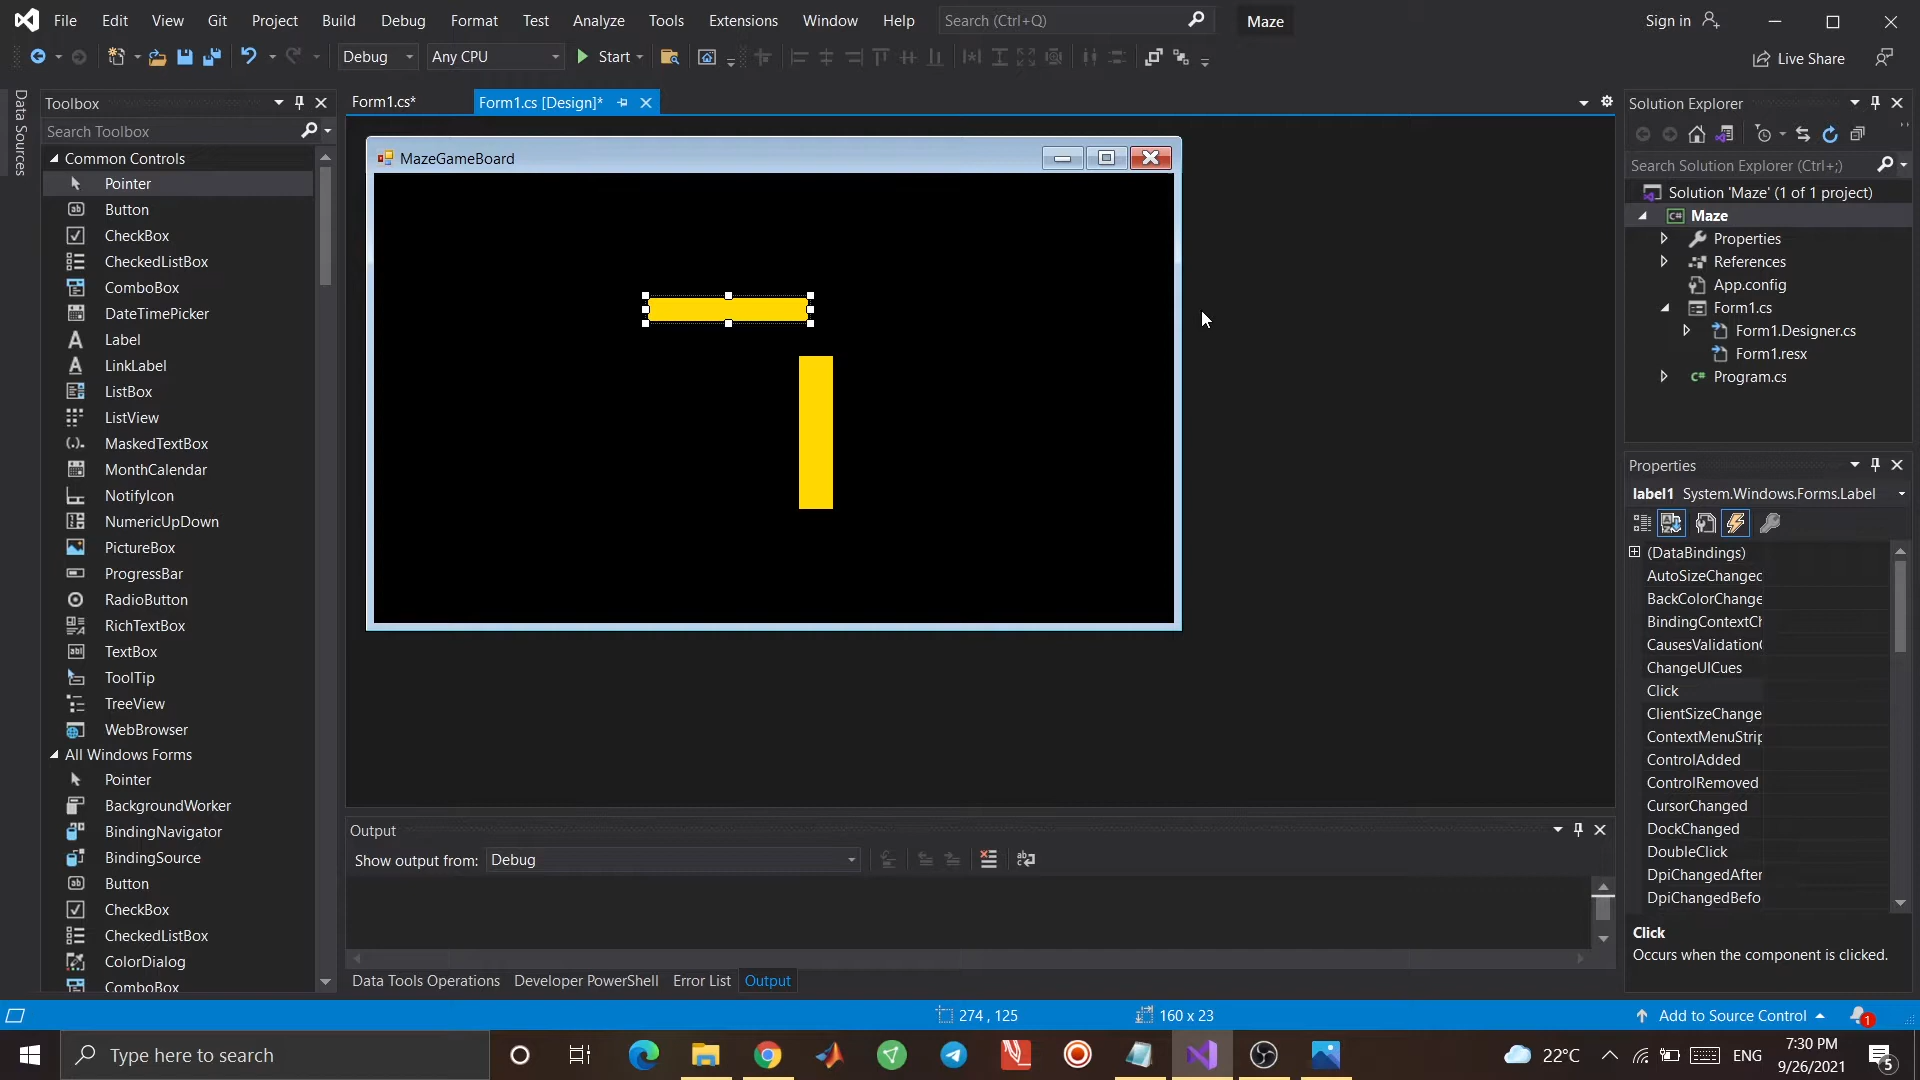 File Edit View Git Project Build Debug Format Test Analyze Tools Extensions Window Help Search (Ctrl+Q) Maze Sign in
Debug Any CPU Start Live Share
Data Sources
Toolbox
Search Toolbox
Common Controls
Pointer
Button
CheckBox
CheckedListBox
ComboBox
DateTimePicker
Label
LinkLabel
ListBox
ListView
MaskedTextBox
MonthCalendar
NotifyIcon
NumericUpDown
PictureBox
ProgressBar
RadioButton
RichTextBox
TextBox
ToolTip
TreeView
WebBrowser
All Windows Forms
Pointer
BackgroundWorker
BindingNavigator
BindingSource
Button
CheckBox
CheckedListBox
ColorDialog
ComboBox
Form1.cs* Form1.cs [Design]*
MazeGameBoard
Output
Show output from: Debug
Data Tools Operations Developer PowerShell Error List Output
Solution Explorer
Search Solution Explorer (Ctrl+;)
Solution 'Maze' (1 of 1 project)
Maze
Properties
References
App.config
Form1.cs
Form1.Designer.cs
Form1.resx
Program.cs
Properties
label1 System.Windows.Forms.Label
(DataBindings)
AutoSizeChanged
BackColorChange
BindingContextCh
CausesValidation
ChangeUICues
Click
ClientSizeChange
ContextMenuStrip
ControlAdded
ControlRemoved
CursorChanged
DockChanged
DoubleClick
DpiChangedAfter
DpiChangedBefo
Click
Occurs when the component is clicked.
274 , 125 160 x 23 Add to Source Control 1
Type here to search 22°C ENG 7:30 PM
9/26/2021 5